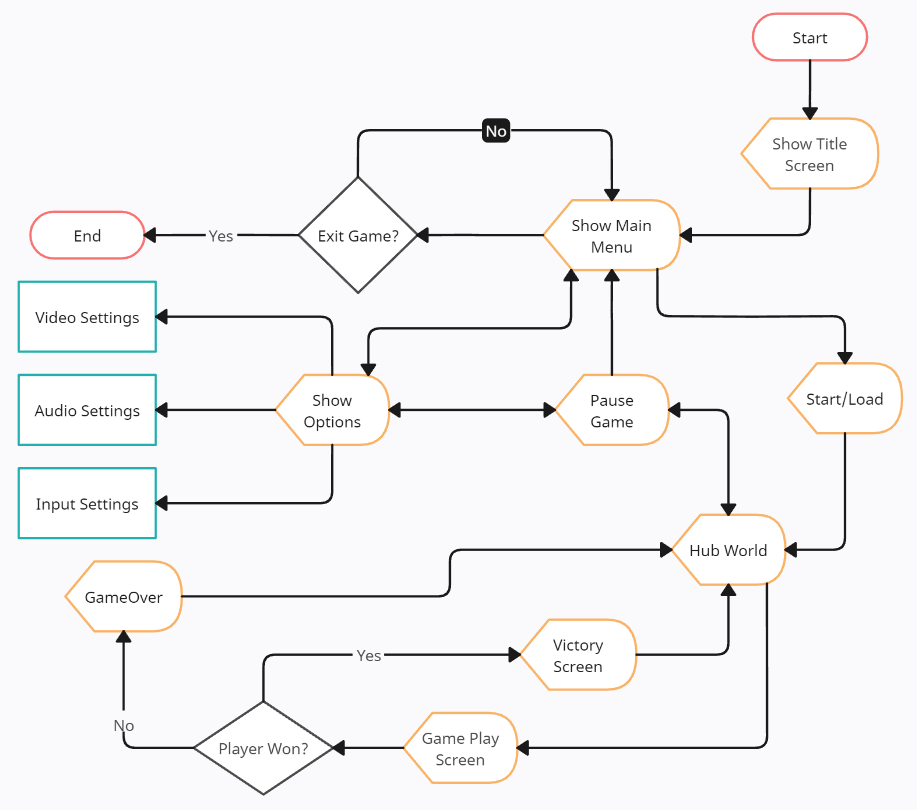 Start
Show Title
Screen
No
Show Main
Menu
Exit Game?
Yes
End
Video Settings
Audio Settings
Input Settings
Show
Options
Pause
Game
Start/Load
Hub World
GameOver
Victory
Screen
Yes
No
Player Won?
Game Play
Screen